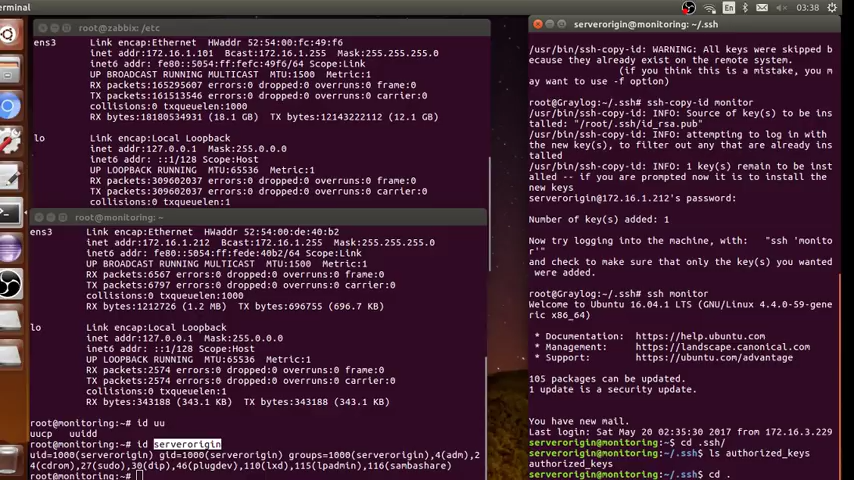 Terminal
En
03:38
root@zabbix: /etc
ens3      Link encap:Ethernet  HWaddr 52:54:00:fc:49:f6
inet addr:172.16.1.101  Bcast:172.16.1.255  Mask:255.255.255.0
inet6 addr: fe80::5054:ff:fefc:49f6/64 Scope:Link
UP BROADCAST RUNNING MULTICAST  MTU:1500  Metric:1
RX packets:165295607 errors:0 dropped:0 overruns:0 frame:0
TX packets:161513546 errors:0 dropped:0 overruns:0 carrier:0
collisions:0 txqueuelen:1000
RX bytes:18180534931 (18.1 GB)  TX bytes:12143222112 (12.1 GB)
lo        Link encap:Local Loopback
inet addr:127.0.0.1  Mask:255.0.0.0
inet6 addr: ::1/128 Scope:Host
UP LOOPBACK RUNNING  MTU:65536  Metric:1
RX packets:309602037 errors:0 dropped:0 overruns:0 frame:0
TX packets:309602037 errors:0 dropped:0 overruns:0 carrier:0
collisions:0 txqueuelen:1
root@monitoring: ~
ens3      Link encap:Ethernet  HWaddr 52:54:00:de:40:b2
inet addr:172.16.1.212  Bcast:172.16.1.255  Mask:255.255.255.0
inet6 addr: fe80::5054:ff:fede:40b2/64 Scope:Link
UP BROADCAST RUNNING MULTICAST  MTU:1500  Metric:1
RX packets:6567 errors:0 dropped:0 overruns:0 frame:0
TX packets:6797 errors:0 dropped:0 overruns:0 carrier:0
collisions:0 txqueuelen:1000
RX bytes:1212726 (1.2 MB)  TX bytes:696755 (696.7 KB)
lo        Link encap:Local Loopback
inet addr:127.0.0.1  Mask:255.0.0.0
inet6 addr: ::1/128 Scope:Host
UP LOOPBACK RUNNING  MTU:65536  Metric:1
RX packets:2574 errors:0 dropped:0 overruns:0 frame:0
TX packets:2574 errors:0 dropped:0 overruns:0 carrier:0
collisions:0 txqueuelen:1
RX bytes:343188 (343.1 KB)  TX bytes:343188 (343.1 KB)
root@monitoring:~# id uu
uucp   uuidd
root@monitoring:~# id serverorigin
uid=1000(serverorigin) gid=1000(serverorigin) groups=1000(serverorigin),4(adm),2
4(cdrom),27(sudo),30(dip),46(plugdev),110(lxd),115(lpadmin),116(sambashare)
root@monitoring:~#
serverorigin@monitoring: ~/.ssh
/usr/bin/ssh-copy-id: WARNING: All keys were skipped b
ecause they already exist on the remote system.
(if you think this is a mistake, you m
ay want to use -f option)
root@Graylog:~/.ssh# ssh-copy-id monitor
/usr/bin/ssh-copy-id: INFO: Source of key(s) to be ins
talled: "/root/.ssh/id_rsa.pub"
/usr/bin/ssh-copy-id: INFO: attempting to log in with
the new key(s), to filter out any that are already ins
talled
/usr/bin/ssh-copy-id: INFO: 1 key(s) remain to be inst
alled -- if you are prompted now it is to install the
new keys
serverorigin@172.16.1.212's password:
Number of key(s) added: 1
Now try logging into the machine, with:   "ssh 'monito
r'"
and check to make sure that only the key(s) you wanted
were added.
root@Graylog:~/.ssh# ssh monitor
Welcome to Ubuntu 16.04.1 LTS (GNU/Linux 4.4.0-59-gene
ric x86_64)
* Documentation:  https://help.ubuntu.com
* Management:     https://landscape.canonical.com
* Support:        https://ubuntu.com/advantage
105 packages can be updated.
1 update is a security update.
You have new mail.
Last login: Sat May 20 02:35:30 2017 from 172.16.3.229
serverorigin@monitoring:~$ cd .ssh/
serverorigin@monitoring:~/.ssh$ ls authorized_keys
authorized_keys
serverorigin@monitoring:~/.ssh$ cd .